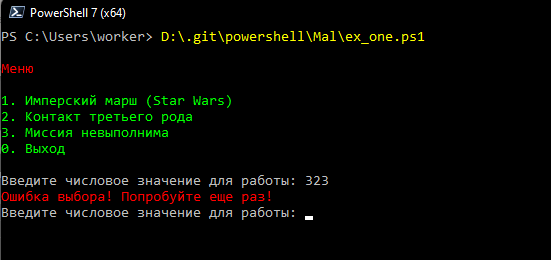 PowerShell 7 (x64)
PS C:\Users\worker> D:\.git\powershell\Mal\ex_one.ps1
Меню
1. Имперский марш (Star Wars)
2. Контакт третьего рода
3. Миссия невыполнима
0. Выход
Введите числовое значение для работы: 323
Ошибка выбора! Попробуйте еще раз!
Введите числовое значение для работы: